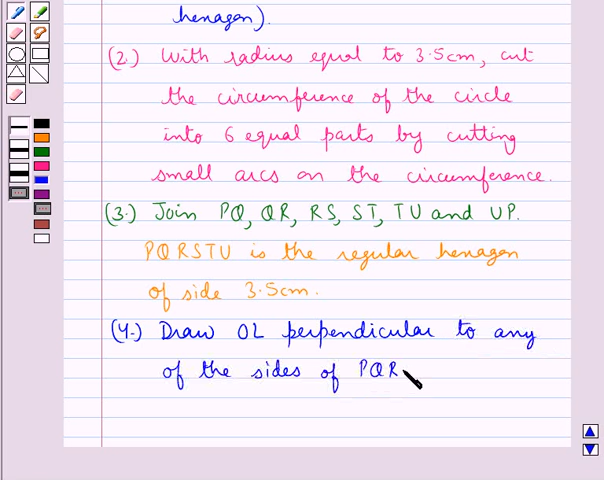 henagon).
(2.) With radius equal to 3.5cm, cut
the circumference of the circle
into 6 equal parts by cutting
small arcs on the circumference.
(3.) Join PQ, QR, RS, ST, TU and UP.
PQRSTU is the regular henagon
of side 3.5cm.
(4.) Draw OL perpendicular to any
of the sides of PQR